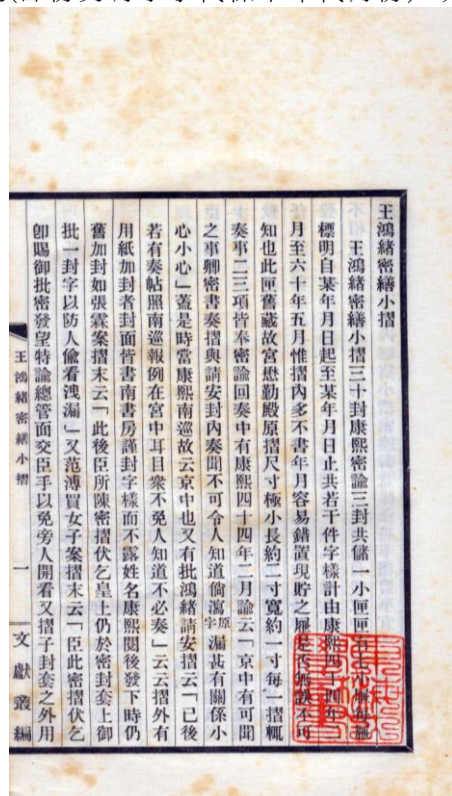 王鴻緒密繕小摺
王鴻緒密繕小摺三十封康熙密諭三封共儲一小匣匣有七小屜每屜
標明自某年月日起至某年月日止共若干件字樣計由康熙四十四年
月至六十年五月惟摺內多不書年月容易錯置現貯之屜是否無誤不可
知也此匣舊藏故宮懋勤殿原摺尺寸極小長約二寸寬約一寸每一摺輒
奏事二三項皆奉密諭回奏中有康熙四十四年二月諭云「京中有可聞
之事卿密書奏摺與請安封內奏聞不可令人知道倘瀉原字漏甚有關係小
心小心」蓋是時當康熙南巡故云京中也又有批鴻緒請安摺云「已後
若有奏帖照南巡報例在宮中耳目衆不免人知道不必奏」云云摺外有
用紙加封者封面皆書南書房謹封字樣而不露姓名康熙閱後發下時仍
舊加封如張霖案摺末云「此後臣所陳密摺伏乞皇上仍於密封套上御
批一封字以防人偷看洩漏」又范溥買女子案摺末云「臣此密摺伏乞
卽賜御批密發望特諭總管面交臣手以免旁人開看又摺子封套之外用
王鴻緒密繕小摺
一
文獻叢編